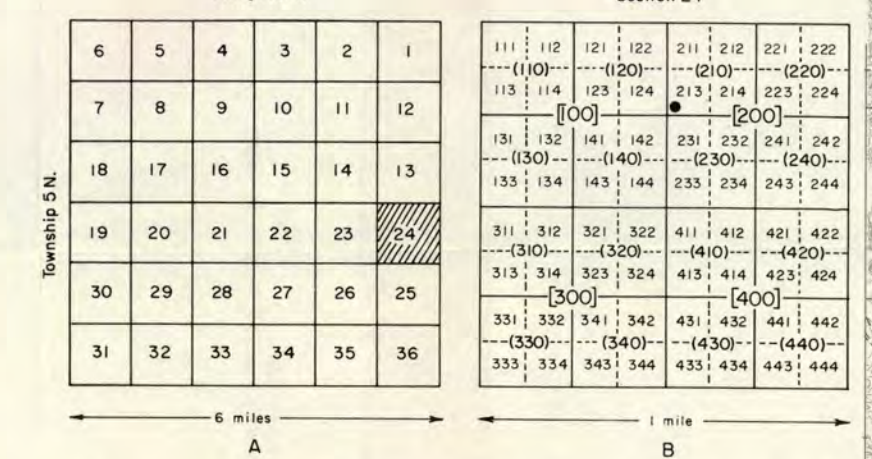 Section 24
Township 5 N.
6 5 4 3 2 1
7 8 9 10 11 12
18 17 16 15 14 13
19 20 21 22 23 24
30 29 28 27 26 25
31 32 33 34 35 36
6 miles
A
111 112 121 122 211 212 221 222
(110) (120) (210) (220)
113 114 123 124 213 214 223 224
[100] [200]
131 132 141 142 231 232 241 242
(130) (140) (230) (240)
133 134 143 144 233 234 243 244
311 312 321 322 411 412 421 422
(310) (320) (410) (420)
313 314 323 324 413 414 423 424
[300] [400]
331 332 341 342 431 432 441 442
(330) (340) (430) (440)
333 334 343 344 433 434 443 444
1 mile
B